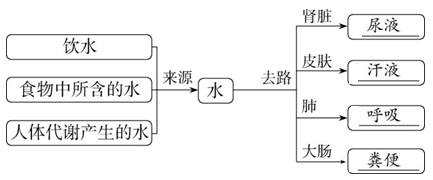 饮水
食物中所含的水
人体代谢产生的水
来源
水
去路
肾脏
尿液
皮肤
汗液
肺
呼吸
大肠
粪便